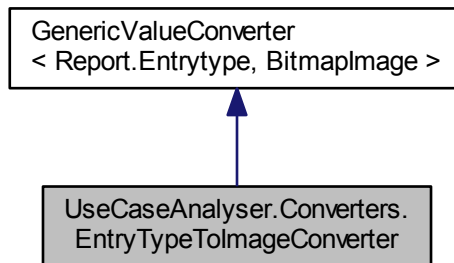 GenericValueConverter
< Report.Entrytype, BitmapImage >
UseCaseAnalyser.Converters.
EntryTypeToImageConverter